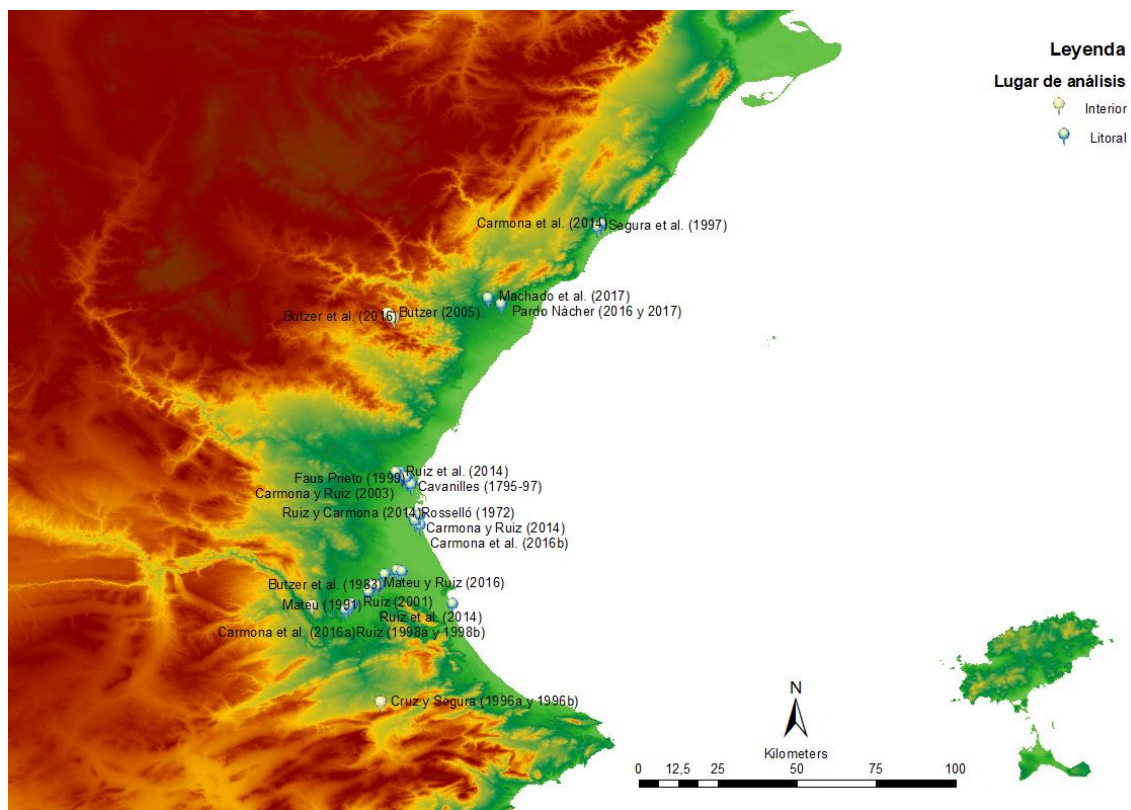 Leyenda
Lugar de análisis
Interior
Litoral
Carmona et al. (2014)
Segura et al. (1997)
Machado et al. (2017)
Butzer et al. (2016)
Butzer (2005)
Pardo Nàcher (2016 y 2017)
Ruiz et al. (2014)
Faus Prieto (1999)
Cavanilles (1795-97)
Carmona y Ruiz (2003)
Ruiz y Carmona (2014)
Rosselló (1972)
Carmona y Ruiz (2014)
Carmona et al. (2016b)
Butzer et al. (1983)
Mateu y Ruiz (2016)
Mateu (1991)
Ruiz (2001)
Ruiz et al. (2014)
Carmona et al. (2016a)
Ruiz (1998a y 1998b)
Cruz y Segura (1996a y 1996b)
N
Kilometers
0 12,5 25 50 75 100